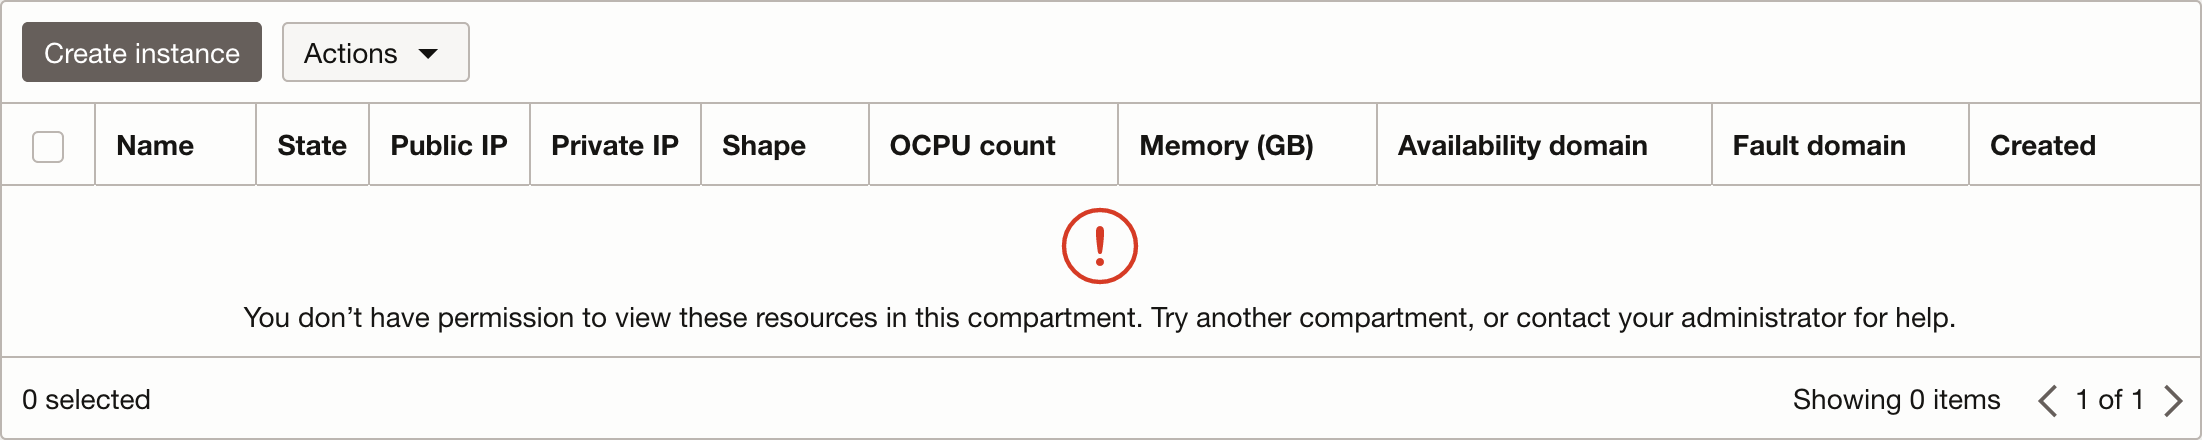 Create instance Actions
Name State Public IP Private IP Shape OCPU count Memory (GB) Availability domain Fault domain Created
You don’t have permission to view these resources in this compartment. Try another compartment, or contact your administrator for help.
0 selected Showing 0 items 1 of 1